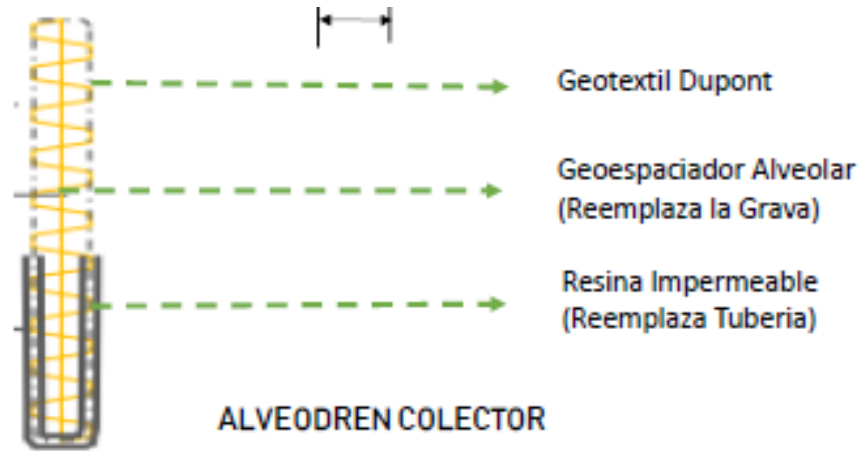 Geotextil Dupont
Geoespaciador Alveolar
(Reemplaza la Grava)
Resina Impermeable
(Reemplaza Tuberia)
ALVEODREN COLECTOR